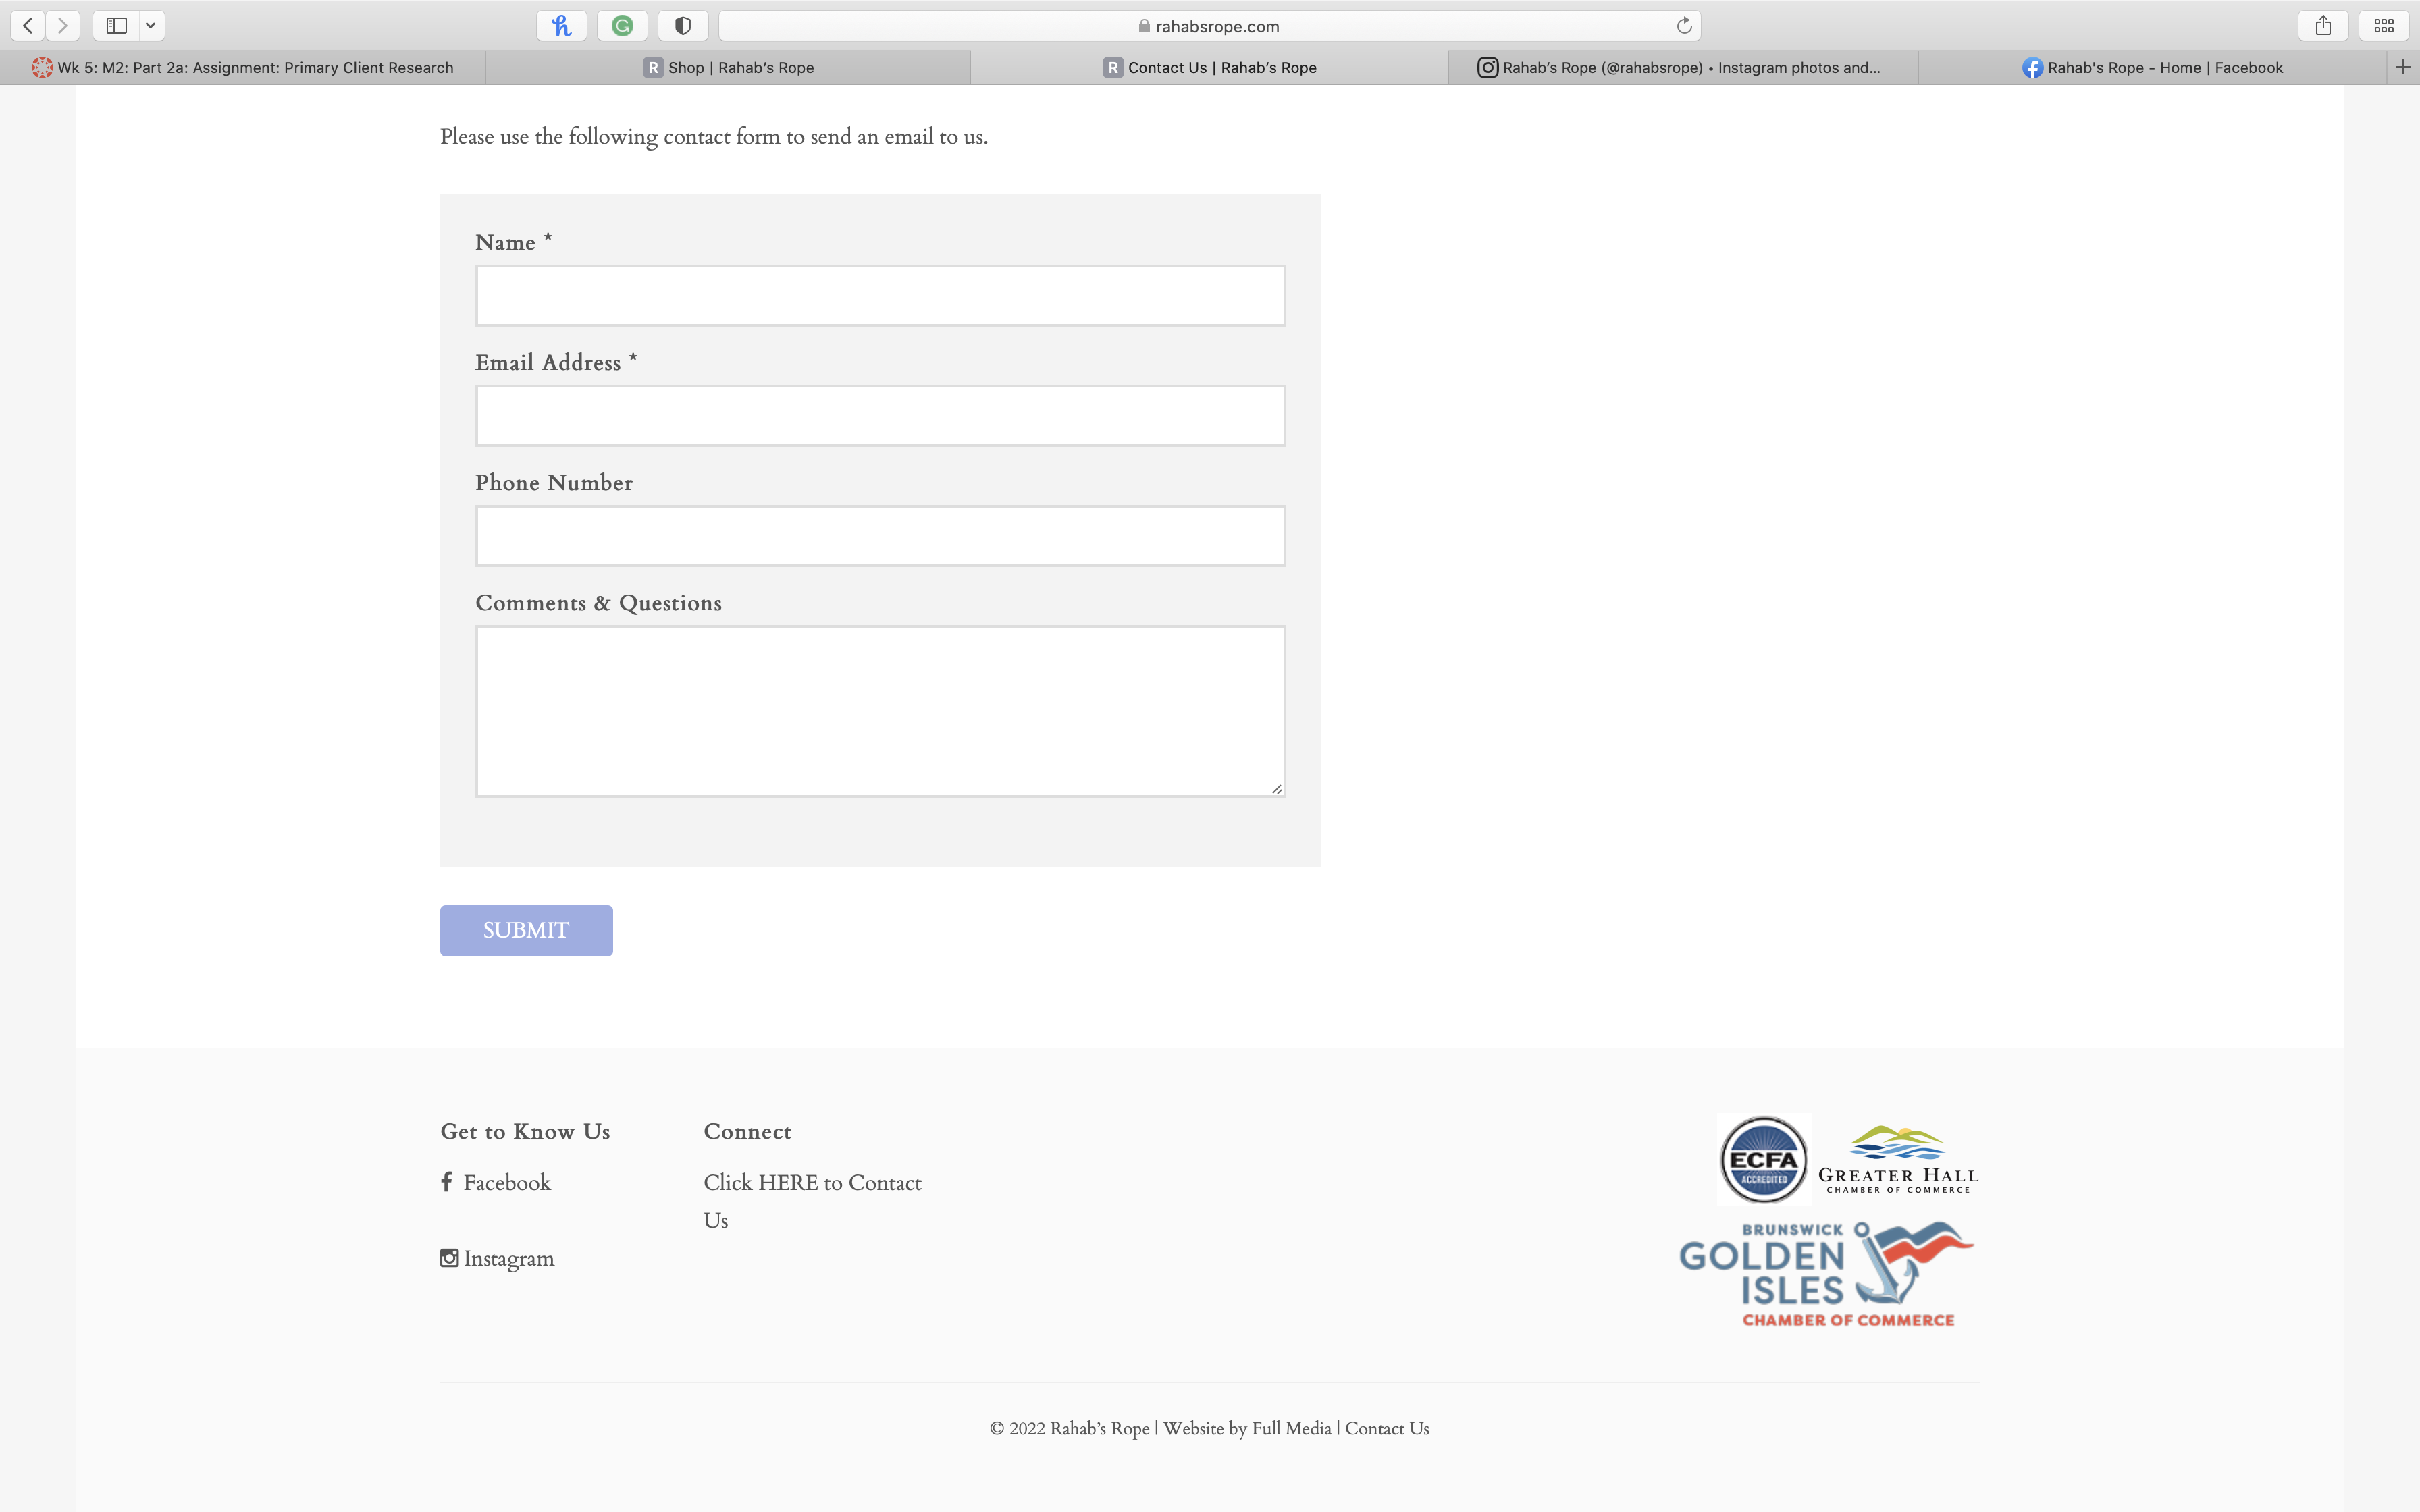 rahabsrope.com
Wk 5: M2: Part 2a: Assignment: Primary Client Research
R Shop | Rahab’s Rope
R Contact Us | Rahab’s Rope
Rahab’s Rope (@rahabsrope) • Instagram photos and...
Rahab's Rope - Home | Facebook
Please use the following contact form to send an email to us.
Name *
Email Address *
Phone Number
Comments & Questions
SUBMIT
Get to Know Us
Facebook
Instagram
Connect
Click HERE to Contact
Us
ECFA
ACCREDITED
GREATER HALL
CHAMBER OF COMMERCE
BRUNSWICK
GOLDEN
ISLES
CHAMBER OF COMMERCE
© 2022 Rahab’s Rope | Website by Full Media | Contact Us